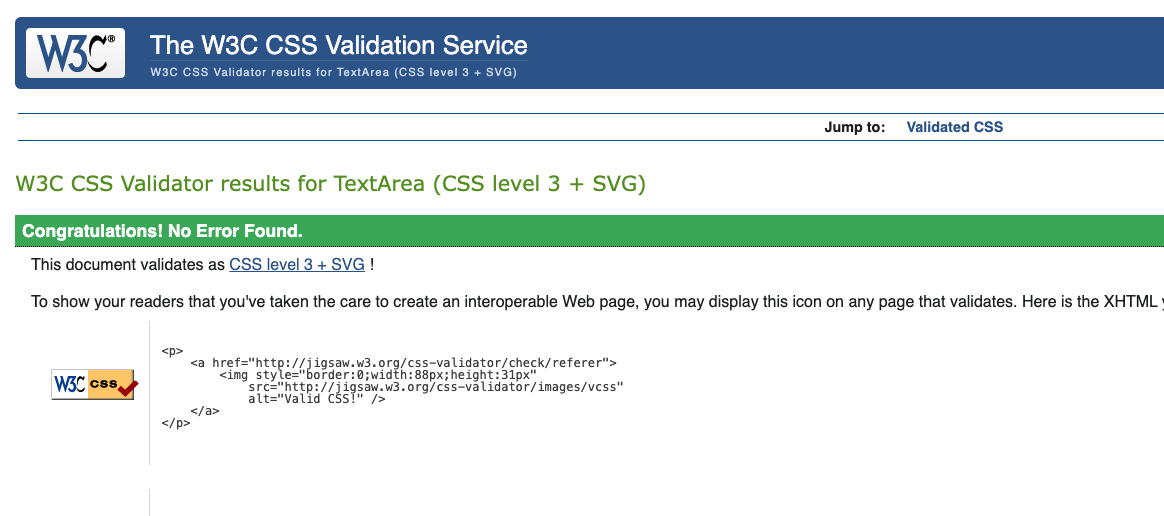 W3C®
The W3C CSS Validation Service
W3C CSS Validator results for TextArea (CSS level 3 + SVG)
Jump to: Validated CSS
W3C CSS Validator results for TextArea (CSS level 3 + SVG)
Congratulations! No Error Found.
This document validates as CSS level 3 + SVG !
To show your readers that you've taken the care to create an interoperable Web page, you may display this icon on any page that validates. Here is the XHTML
<p>
<a href="http://jigsaw.w3.org/css-validator/check/referer">
<img style="border:0;width:88px;height:31px"
src="http://jigsaw.w3.org/css-validator/images/vcss"
alt="Valid CSS!" />
</a>
</p>
W3C css